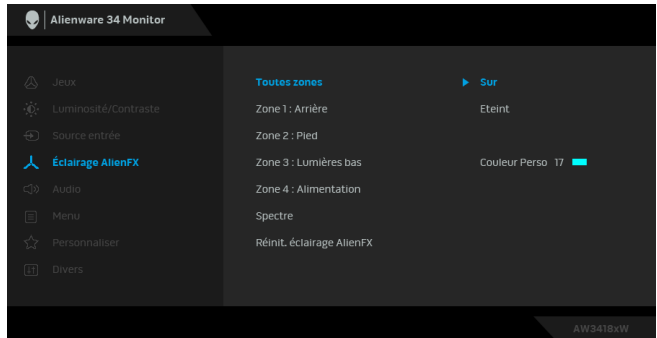 Alienware 34 Monitor
Jeux
Toutes zones
Sur
Luminosité/Contraste
Zone 1 : Arrière
Eteint
Source entrée
Zone 2 : Pied
Éclairage AlienFX
Zone 3 : Lumières bas
Couleur Perso 17
Audio
Zone 4 : Alimentation
Menu
Spectre
Personnaliser
Réinit. éclairage AlienFX
Divers
AW3418xW